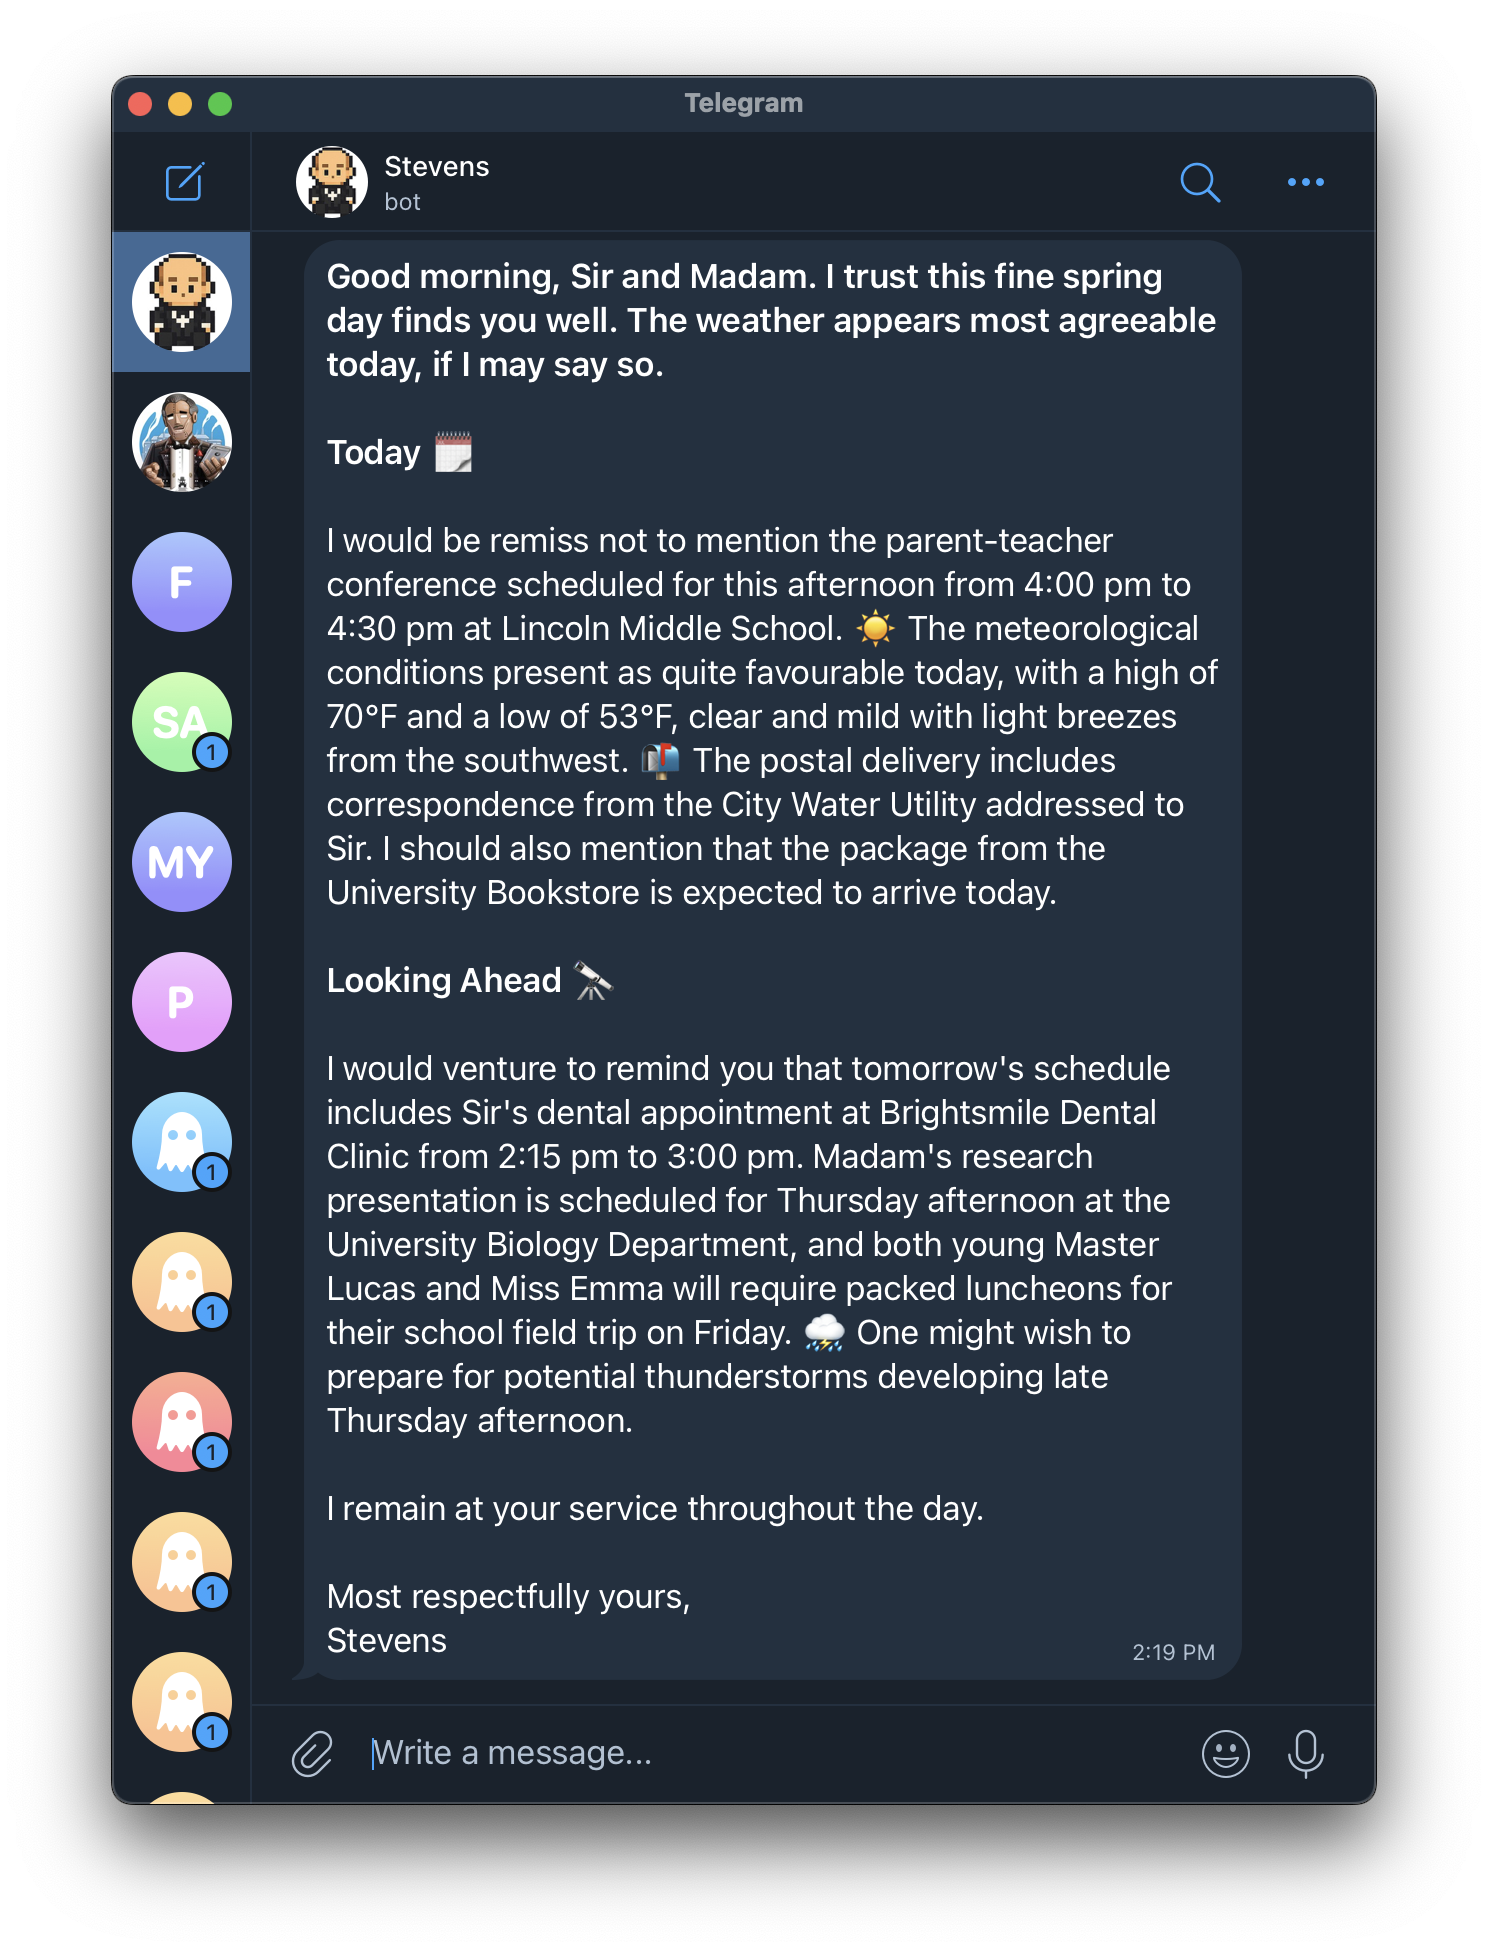 Telegram
Stevens
bot
Good morning, Sir and Madam. I trust this fine spring
day finds you well. The weather appears most agreeable
today, if I may say so.
Today 🗓
I would be remiss not to mention the parent-teacher
conference scheduled for this afternoon from 4:00 pm to
4:30 pm at Lincoln Middle School. ☀️ The meteorological
conditions present as quite favourable today, with a high of
70°F and a low of 53°F, clear and mild with light breezes
from the southwest. 📬 The postal delivery includes
correspondence from the City Water Utility addressed to
Sir. I should also mention that the package from the
University Bookstore is expected to arrive today.
Looking Ahead 🔭
I would venture to remind you that tomorrow's schedule
includes Sir's dental appointment at Brightsmile Dental
Clinic from 2:15 pm to 3:00 pm. Madam's research
presentation is scheduled for Thursday afternoon at the
University Biology Department, and both young Master
Lucas and Miss Emma will require packed luncheons for
their school field trip on Friday. ⛈️ One might wish to
prepare for potential thunderstorms developing late
Thursday afternoon.
I remain at your service throughout the day.
Most respectfully yours,
Stevens
2:19 PM
F
SA
1
MY
P
1
1
1
1
1
Write a message...